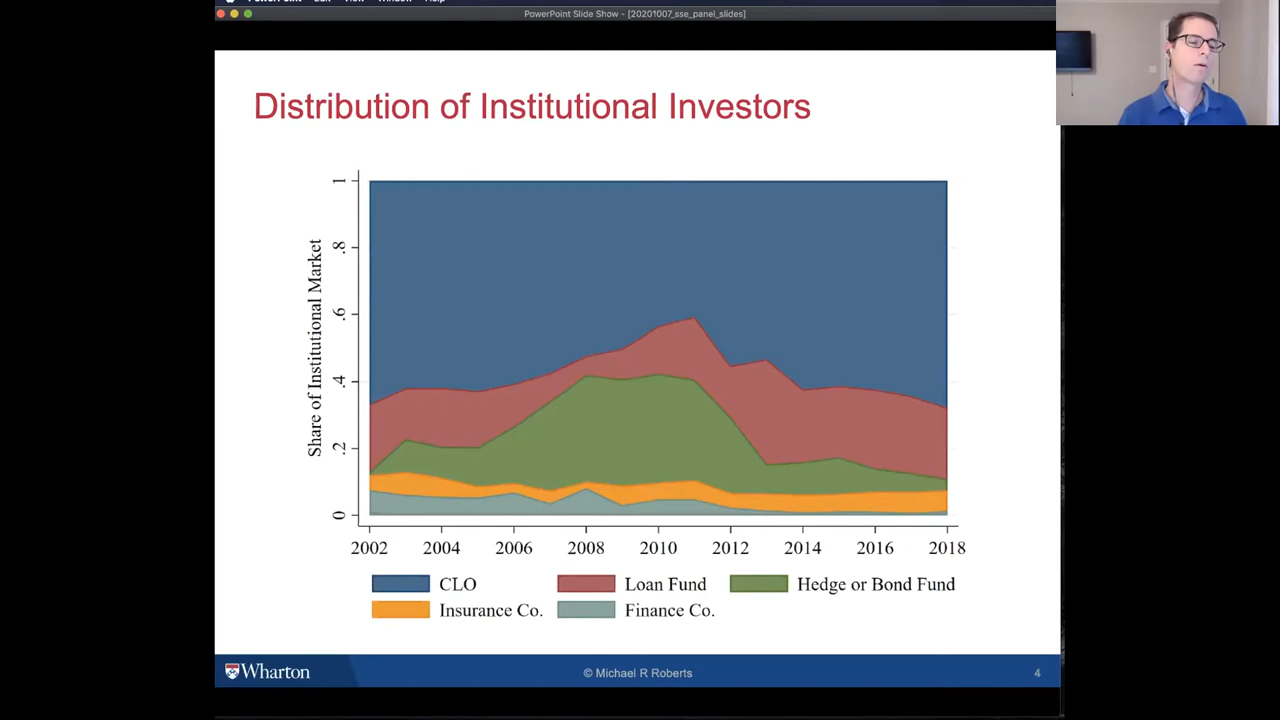 PowerPoint Slide Show - [20201007_sse_panel_slides]
Distribution of Institutional Investors
Share of Institutional Market
1
.8
.6
.4
.2
0
2002 2004 2006 2008 2010 2012 2014 2016 2018
CLO Loan Fund Hedge or Bond Fund
Insurance Co. Finance Co.
Wharton © Michael R Roberts 4